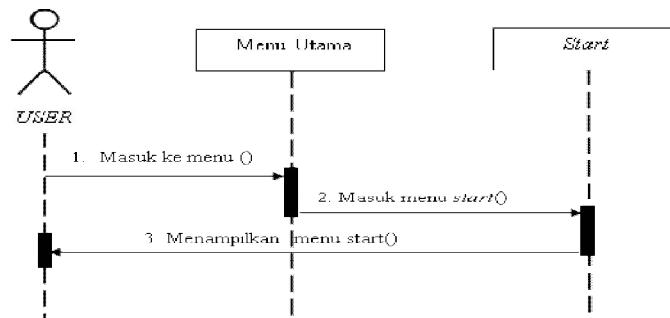 Menu Utama
Start
USER
1. Masuk ke menu ()
2. Masuk menu start()
3 Menampilkan menu start()